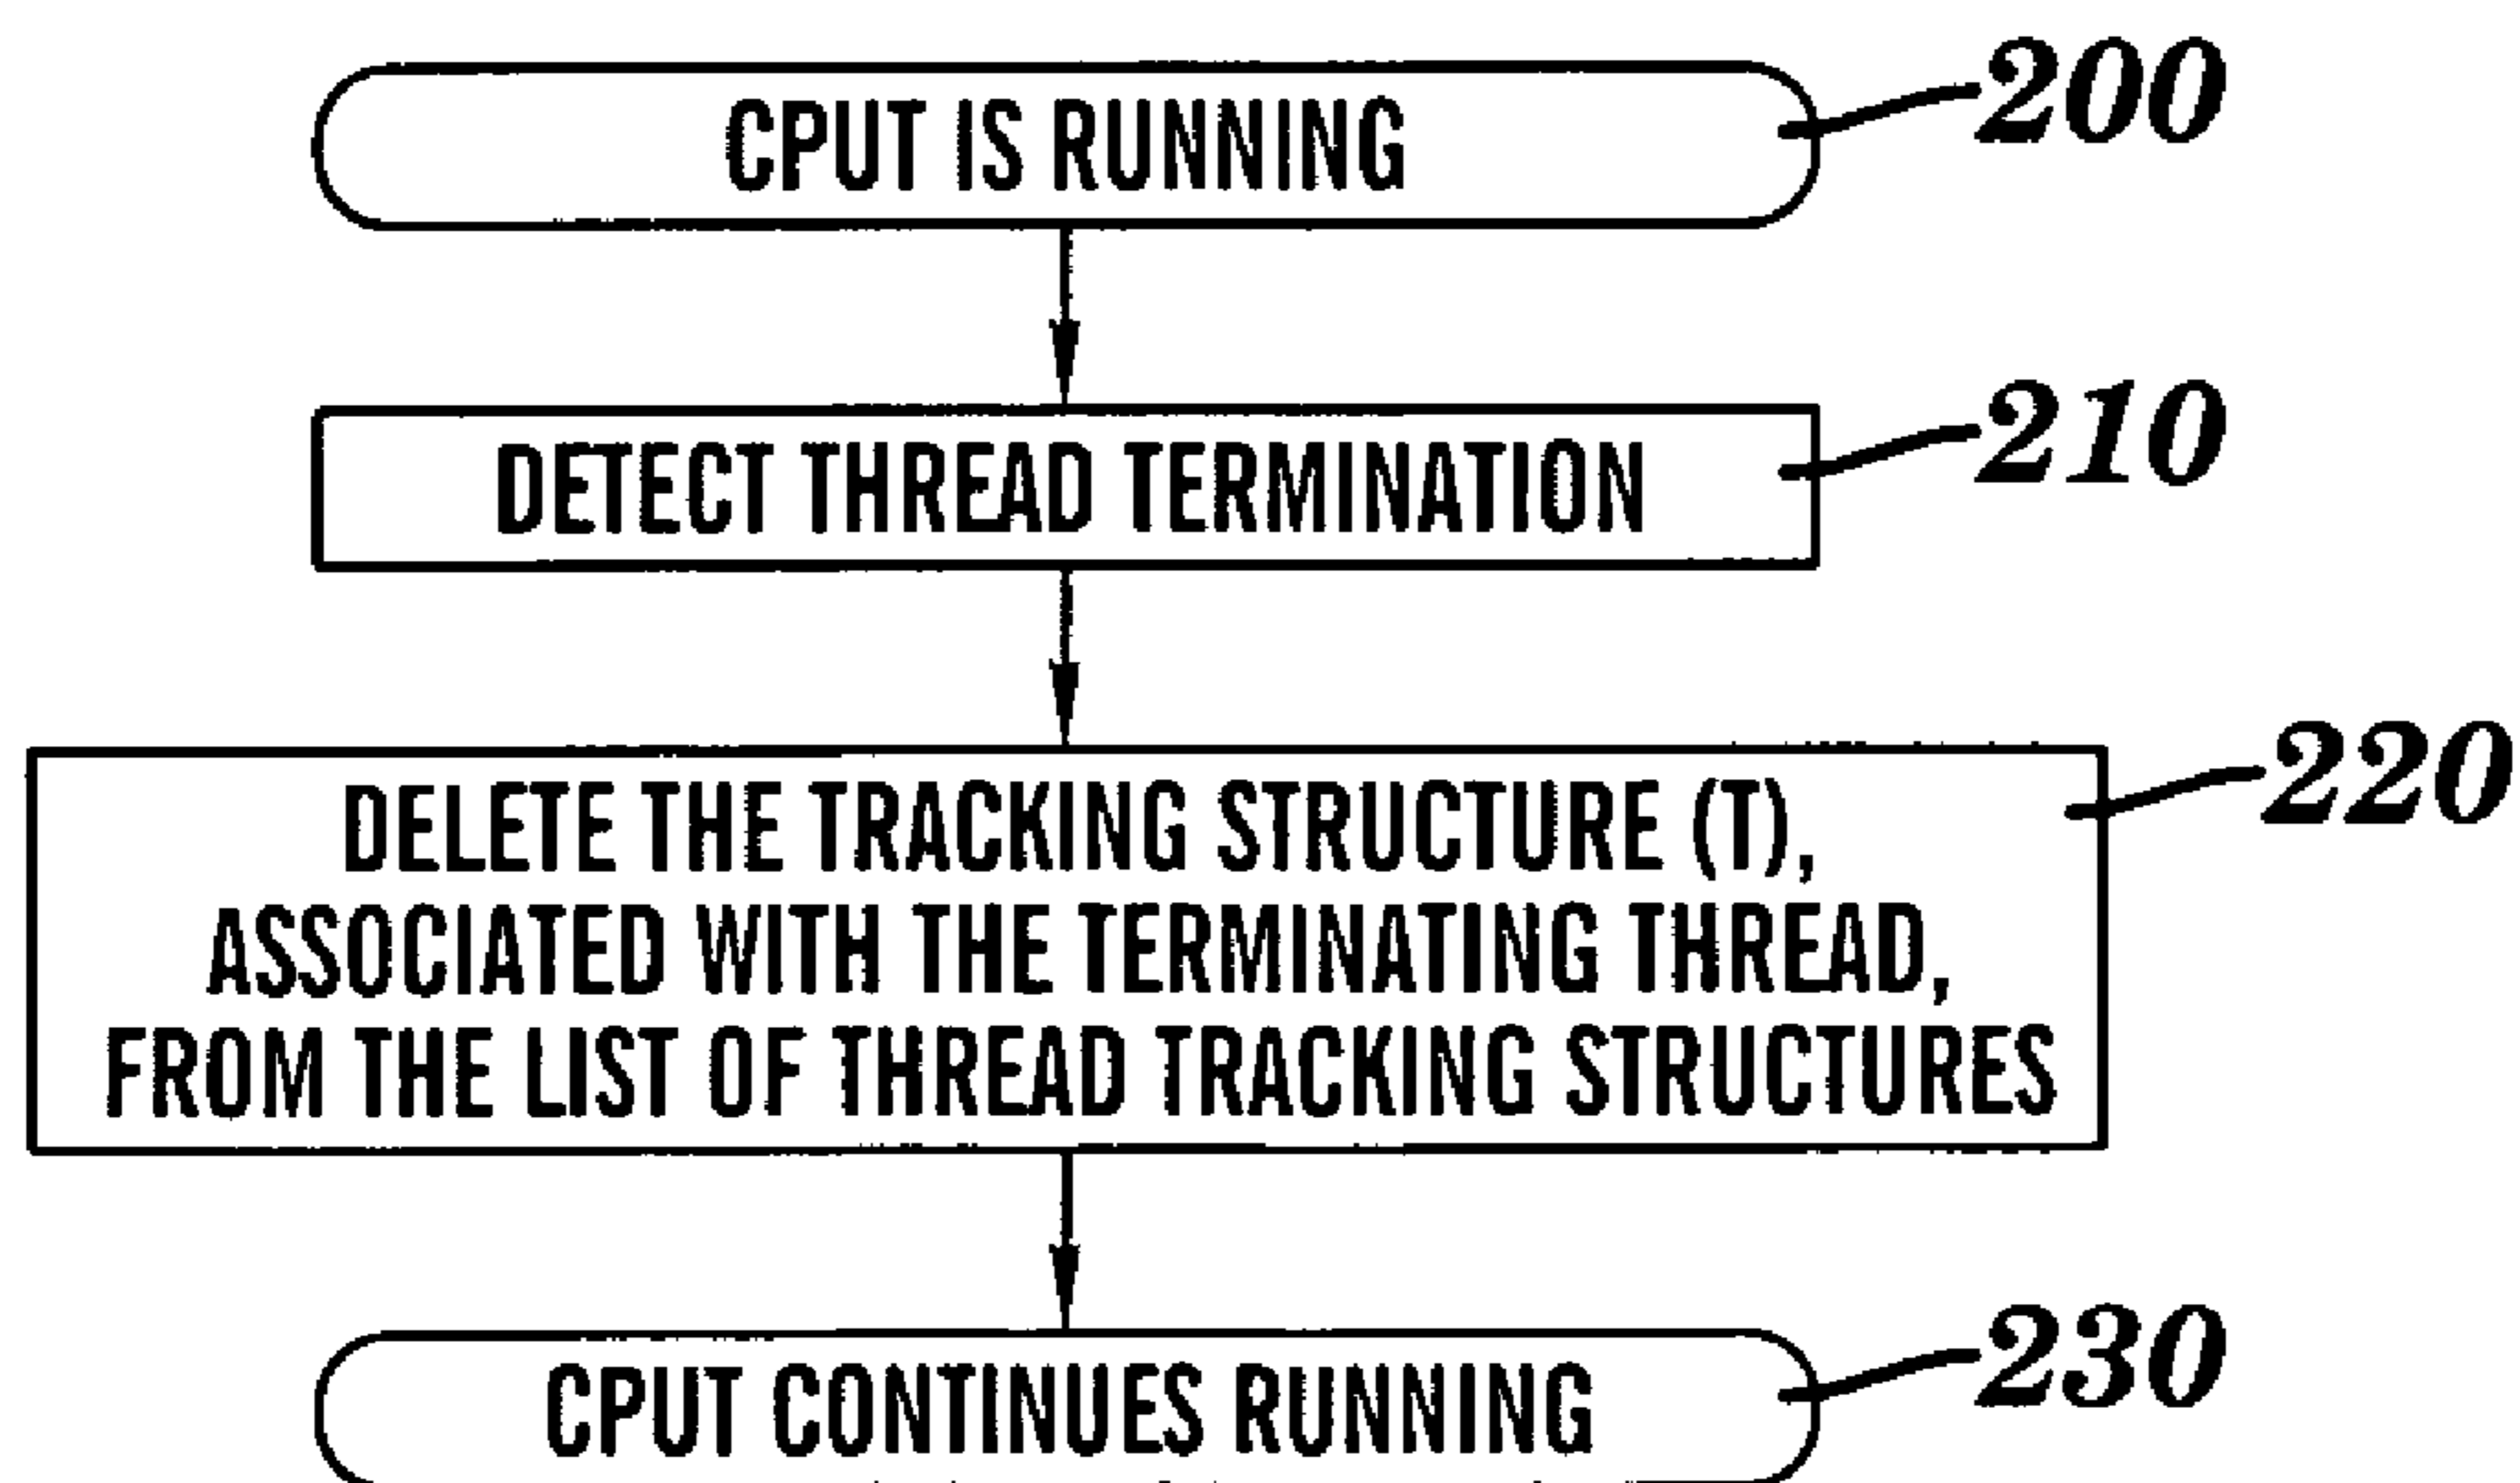 CPUT IS RUNNING
200
DETECT THREAD TERMINATION
210
DELETE THE TRACKING STRUCTURE (T),
ASSOCIATED WITH THE TERMINATING THREAD,
FROM THE LIST OF THREAD TRACKING STRUCTURES
220
CPUT CONTINUES RUNNING
230